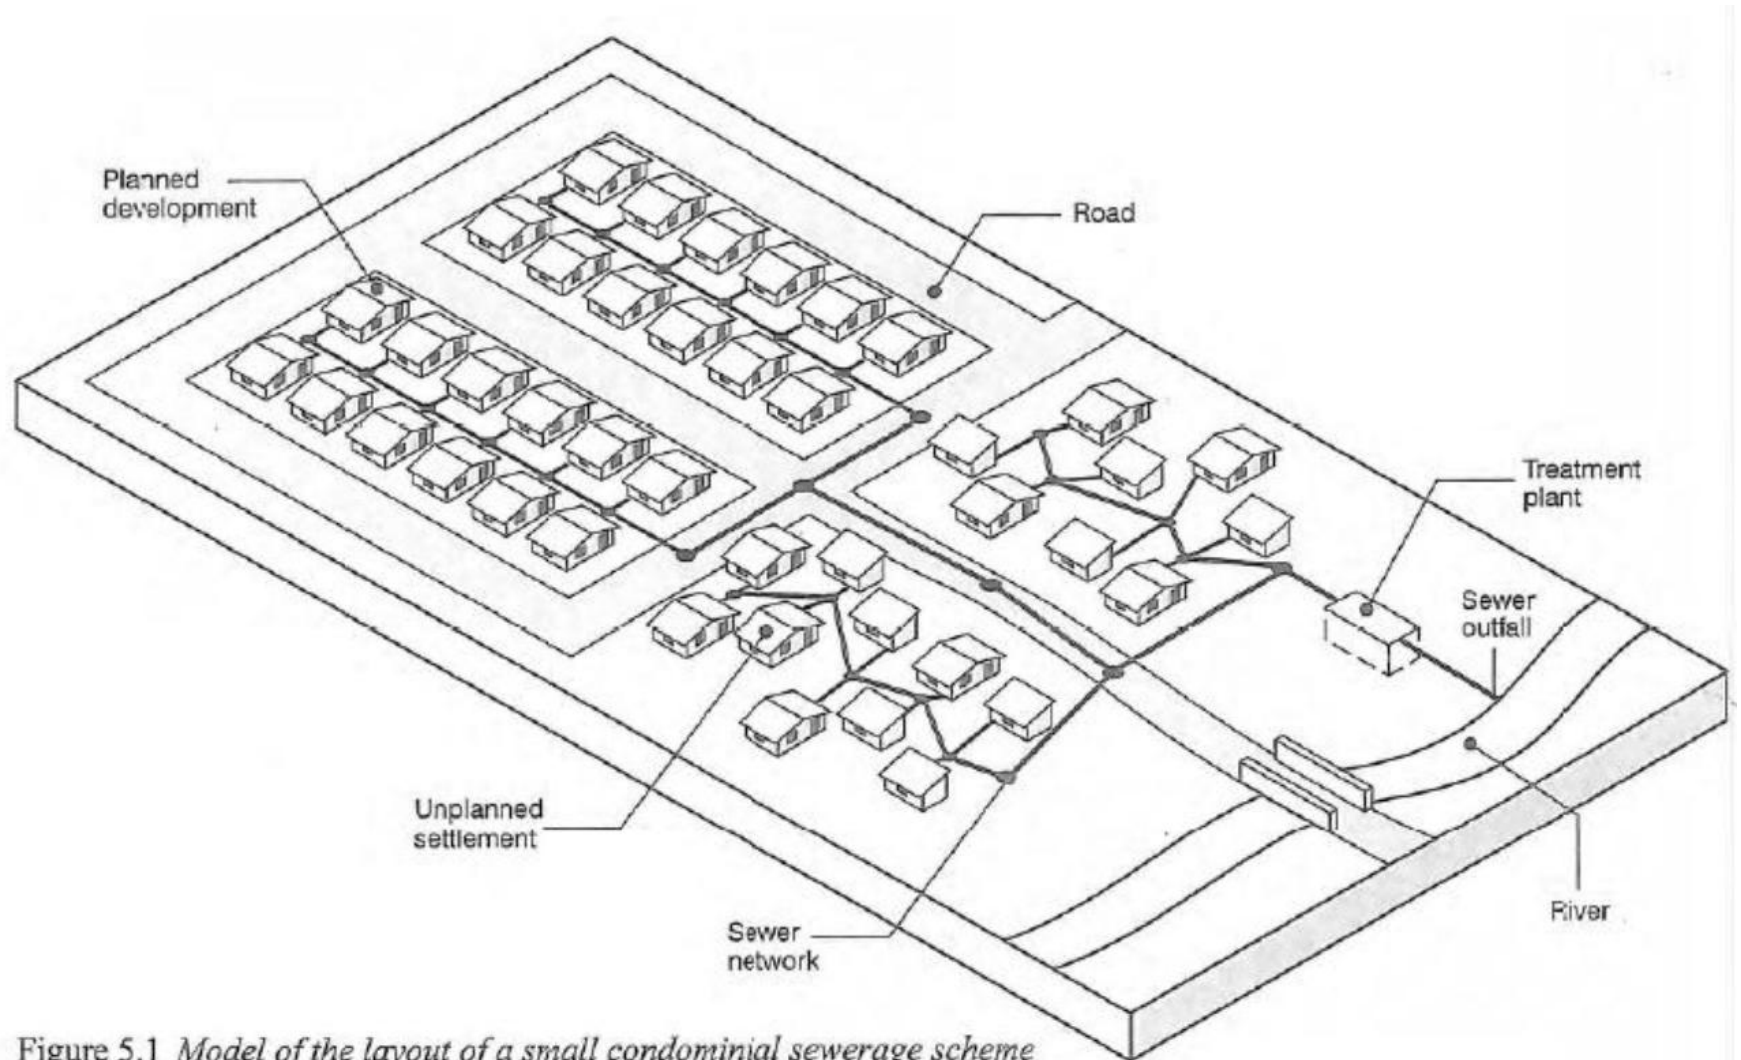 Planned
development
Road
Treatment
plant
Sewer
outfall
Unplanned
settlement
Sewer
network
River
Figure 5.1 Model of the layout of a small condominial sewerage scheme